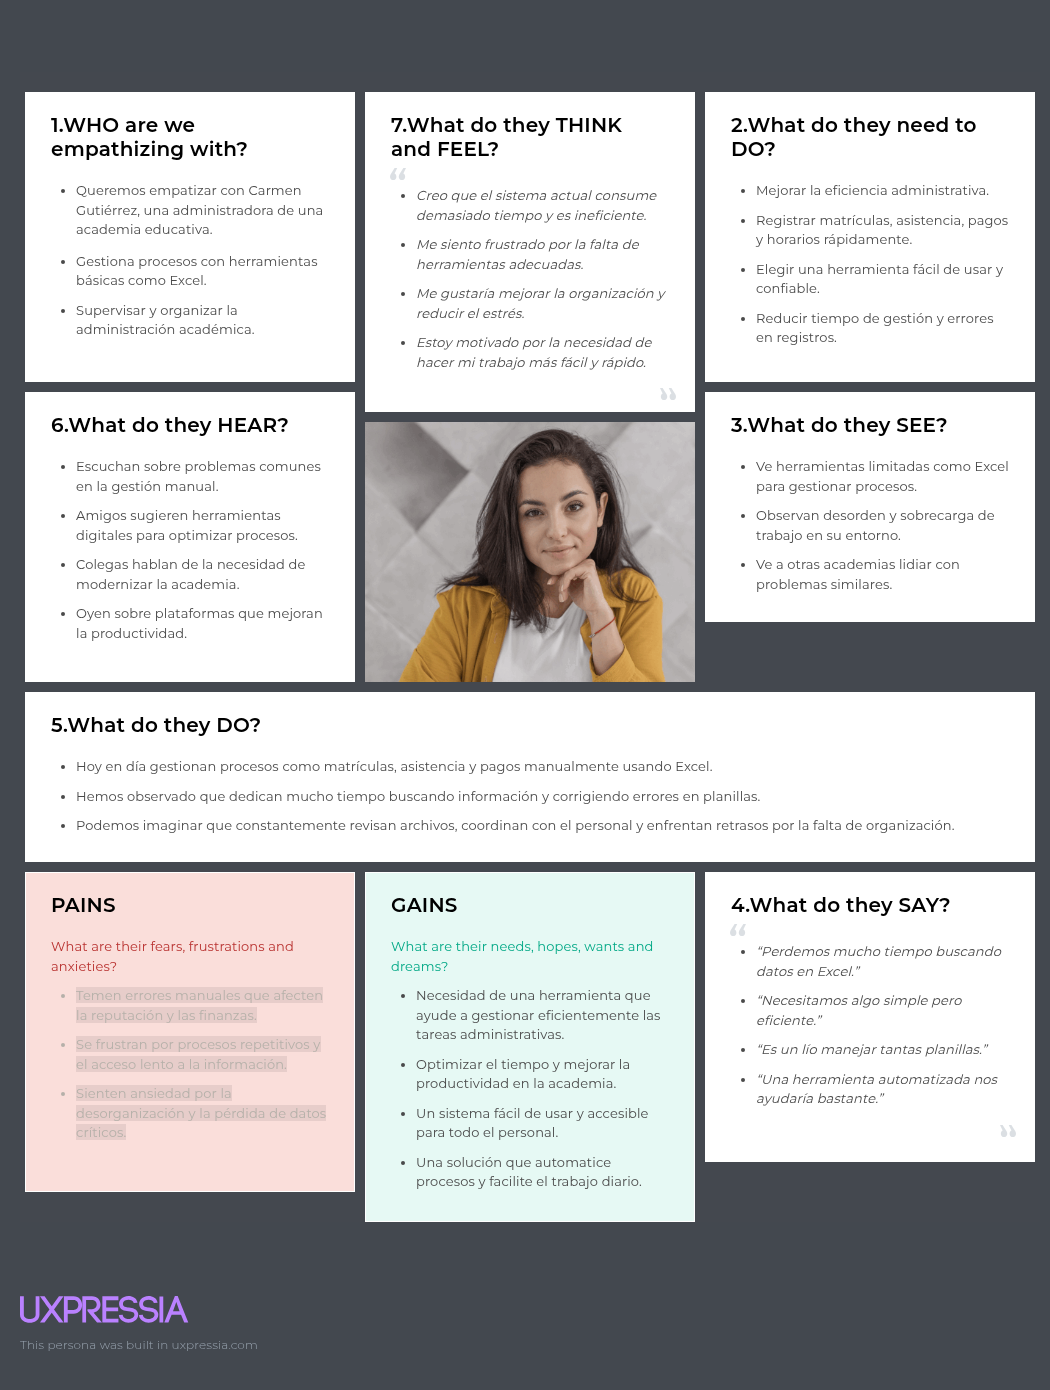 1.WHO are we
empathizing with?
Queremos empatizar con Carmen
Gutiérrez, una administradora de una
academia educativa.
Gestiona procesos con herramientas
básicas como Excel.
Supervisar y organizar la
administración académica.
7.What do they THINK
and FEEL?
“
Creo que el sistema actual consume
demasiado tiempo y es ineficiente.
Me siento frustrado por la falta de
herramientas adecuadas.
Me gustaría mejorar la organización y
reducir el estrés.
Estoy motivado por la necesidad de
hacer mi trabajo más fácil y rápido.
”
2.What do they need to
DO?
Mejorar la eficiencia administrativa.
Registrar matrículas, asistencia, pagos
y horarios rápidamente.
Elegir una herramienta fácil de usar y
confiable.
Reducir tiempo de gestión y errores
en registros.
6.What do they HEAR?
Escuchan sobre problemas comunes
en la gestión manual.
Amigos sugieren herramientas
digitales para optimizar procesos.
Colegas hablan de la necesidad de
modernizar la academia.
Oyen sobre plataformas que mejoran
la productividad.
3.What do they SEE?
Ve herramientas limitadas como Excel
para gestionar procesos.
Observan desorden y sobrecarga de
trabajo en su entorno.
Ve a otras academias lidiar con
problemas similares.
5.What do they DO?
Hoy en día gestionan procesos como matrículas, asistencia y pagos manualmente usando Excel.
Hemos observado que dedican mucho tiempo buscando información y corrigiendo errores en planillas.
Podemos imaginar que constantemente revisan archivos, coordinan con el personal y enfrentan retrasos por la falta de organización.
PAINS
What are their fears, frustrations and
anxieties?
Temen errores manuales que afecten
la reputación y las finanzas.
Se frustran por procesos repetitivos y
el acceso lento a la información.
Sienten ansiedad por la
desorganización y la pérdida de datos
críticos.
GAINS
What are their needs, hopes, wants and
dreams?
Necesidad de una herramienta que
ayude a gestionar eficientemente las
tareas administrativas.
Optimizar el tiempo y mejorar la
productividad en la academia.
Un sistema fácil de usar y accesible
para todo el personal.
Una solución que automatice
procesos y facilite el trabajo diario.
4.What do they SAY?
“
“Perdemos mucho tiempo buscando
datos en Excel.”
“Necesitamos algo simple pero
eficiente.”
“Es un lío manejar tantas planillas.”
“Una herramienta automatizada nos
ayudaría bastante.”
”
UXPRESSIA
This persona was built in uxpressia.com